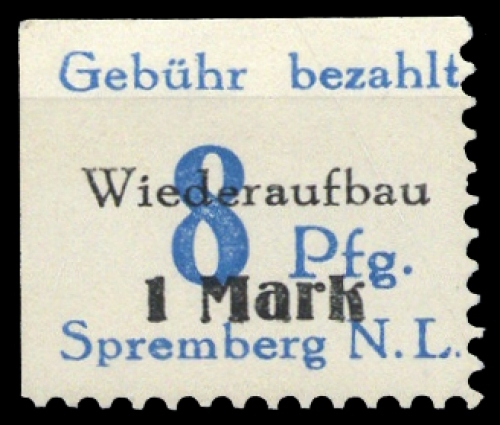 Gebühr bezahlt
8 Pfg.
Wiederaufbau
1 Mark
Spremberg N.L.